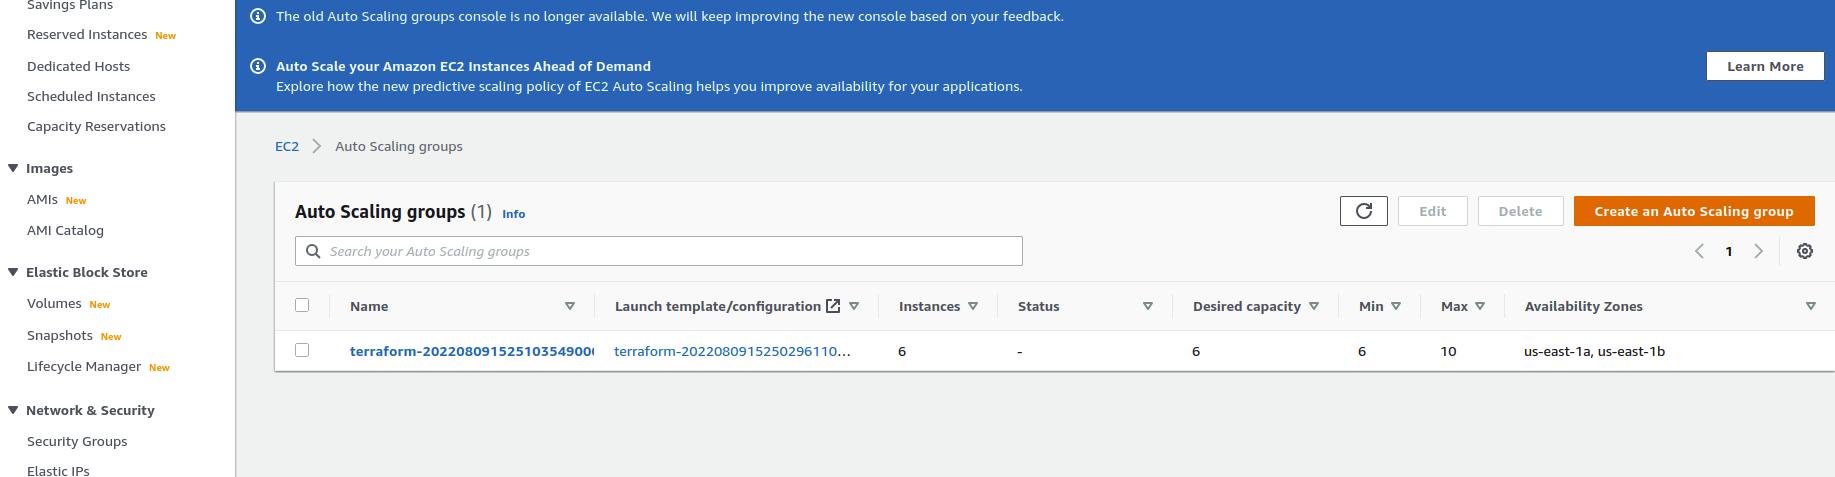 Savings Plans
Reserved Instances New
Dedicated Hosts
Scheduled Instances
Capacity Reservations
Images
AMIs New
AMI Catalog
Elastic Block Store
Volumes New
Snapshots New
Lifecycle Manager New
Network & Security
Security Groups
Elastic IPs
The old Auto Scaling groups console is no longer available. We will keep improving the new console based on your feedback.
Auto Scale your Amazon EC2 Instances Ahead of Demand
Explore how the new predictive scaling policy of EC2 Auto Scaling helps you improve availability for your applications.
Learn More
EC2 Auto Scaling groups
Auto Scaling groups (1) Info
Edit Delete Create an Auto Scaling group
Search your Auto Scaling groups
1
Name Launch template/configuration Instances Status Desired capacity Min Max Availability Zones
terraform-2022080915251035490 terraform-2022080915250296110... 6 - 6 6 10 us-east-1a, us-east-1b